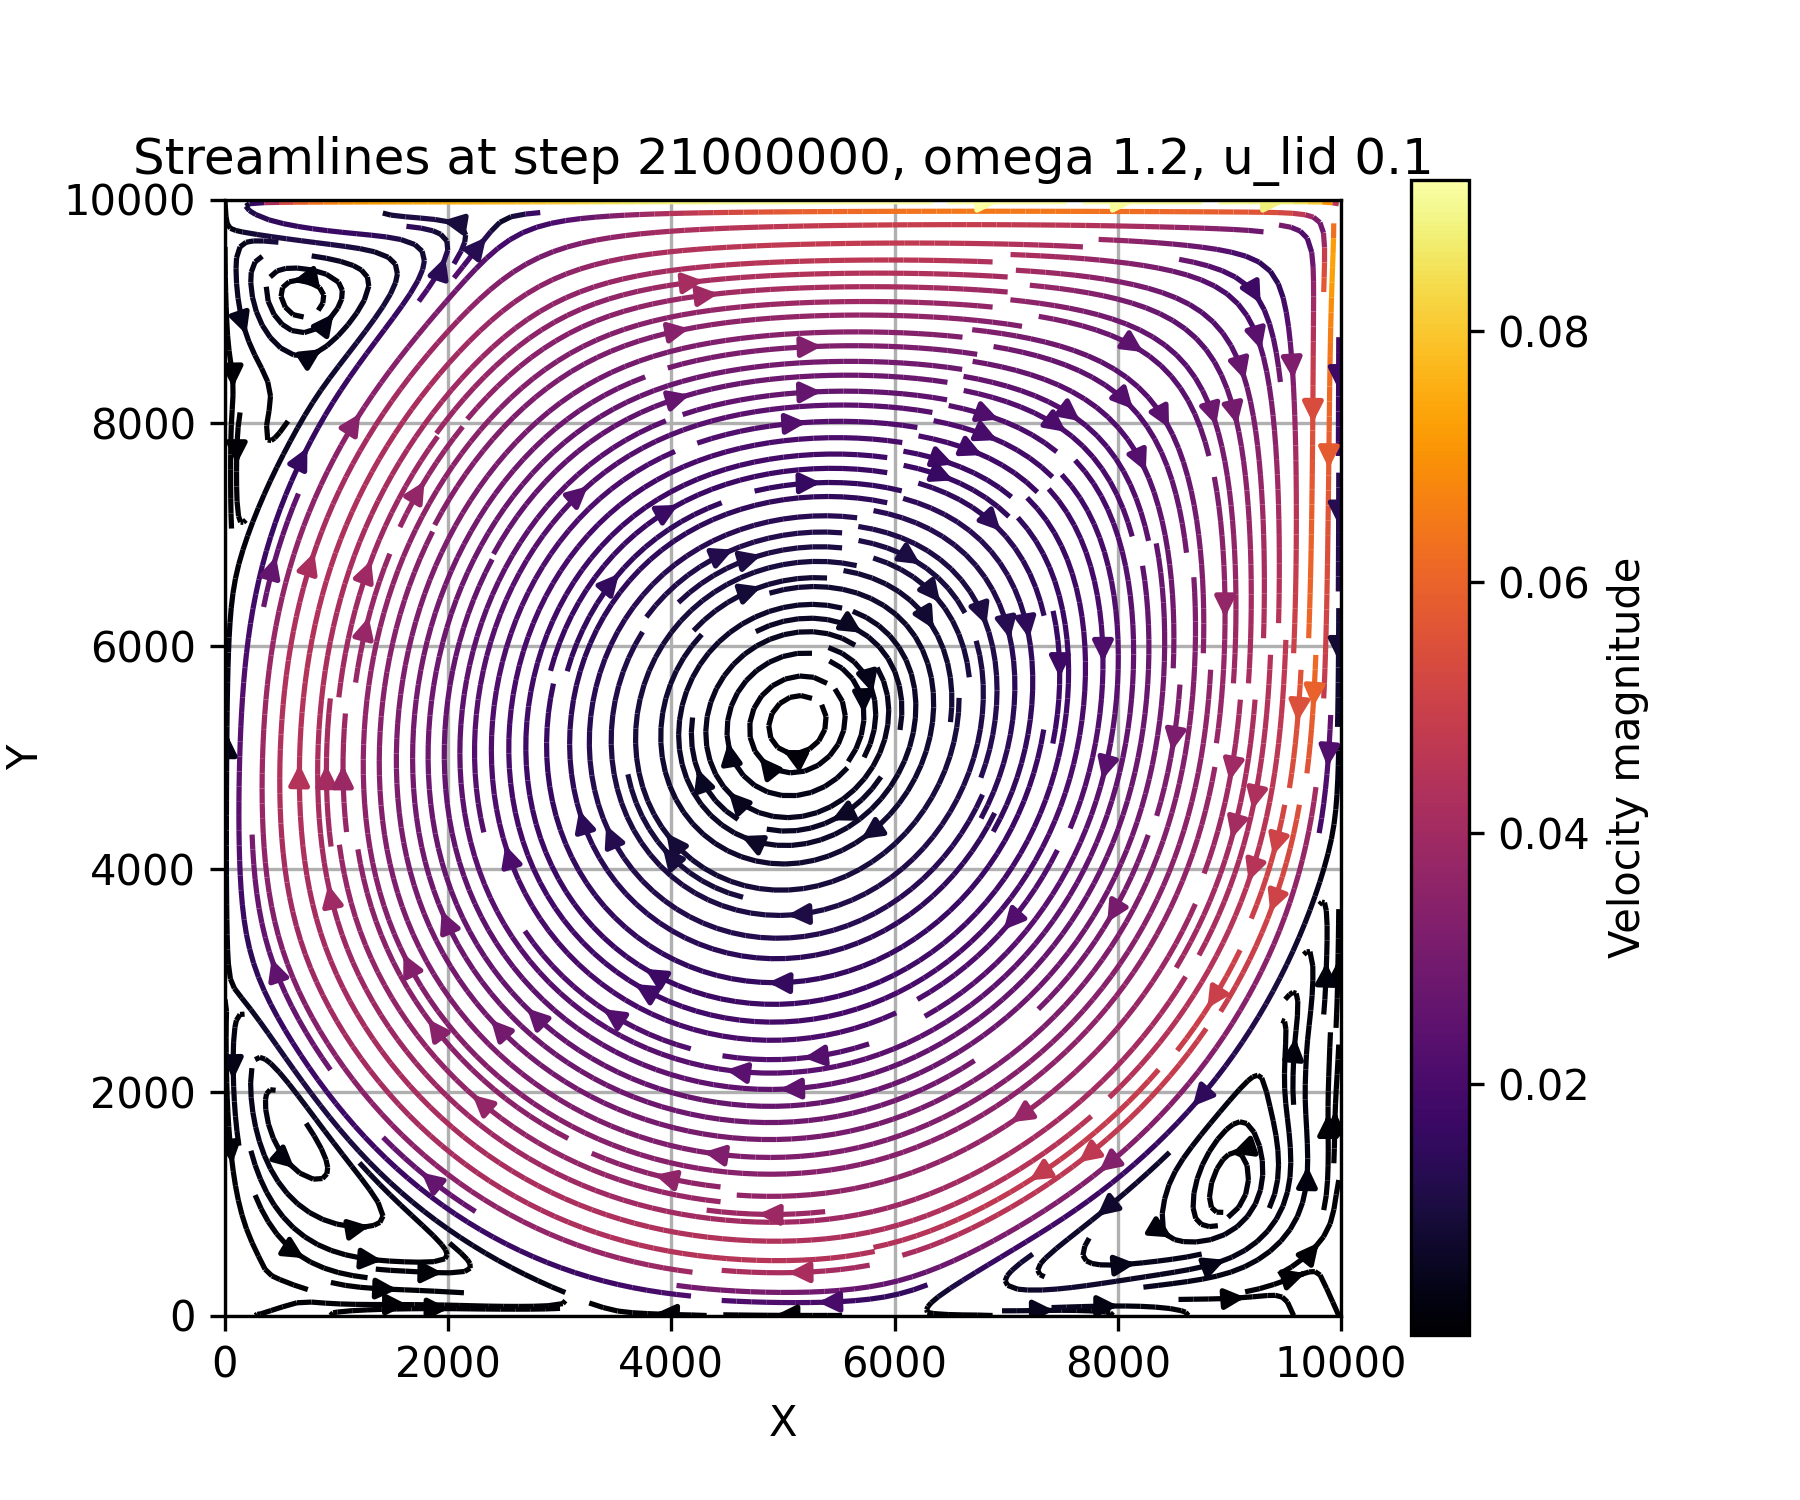 Streamlines at step 21000000, omega 1.2, u_lid 0.1
10000
8000
6000
4000
2000
0
Y
0 2000 4000 6000 8000 10000
X
0.08
0.06
0.04
0.02
Velocity magnitude